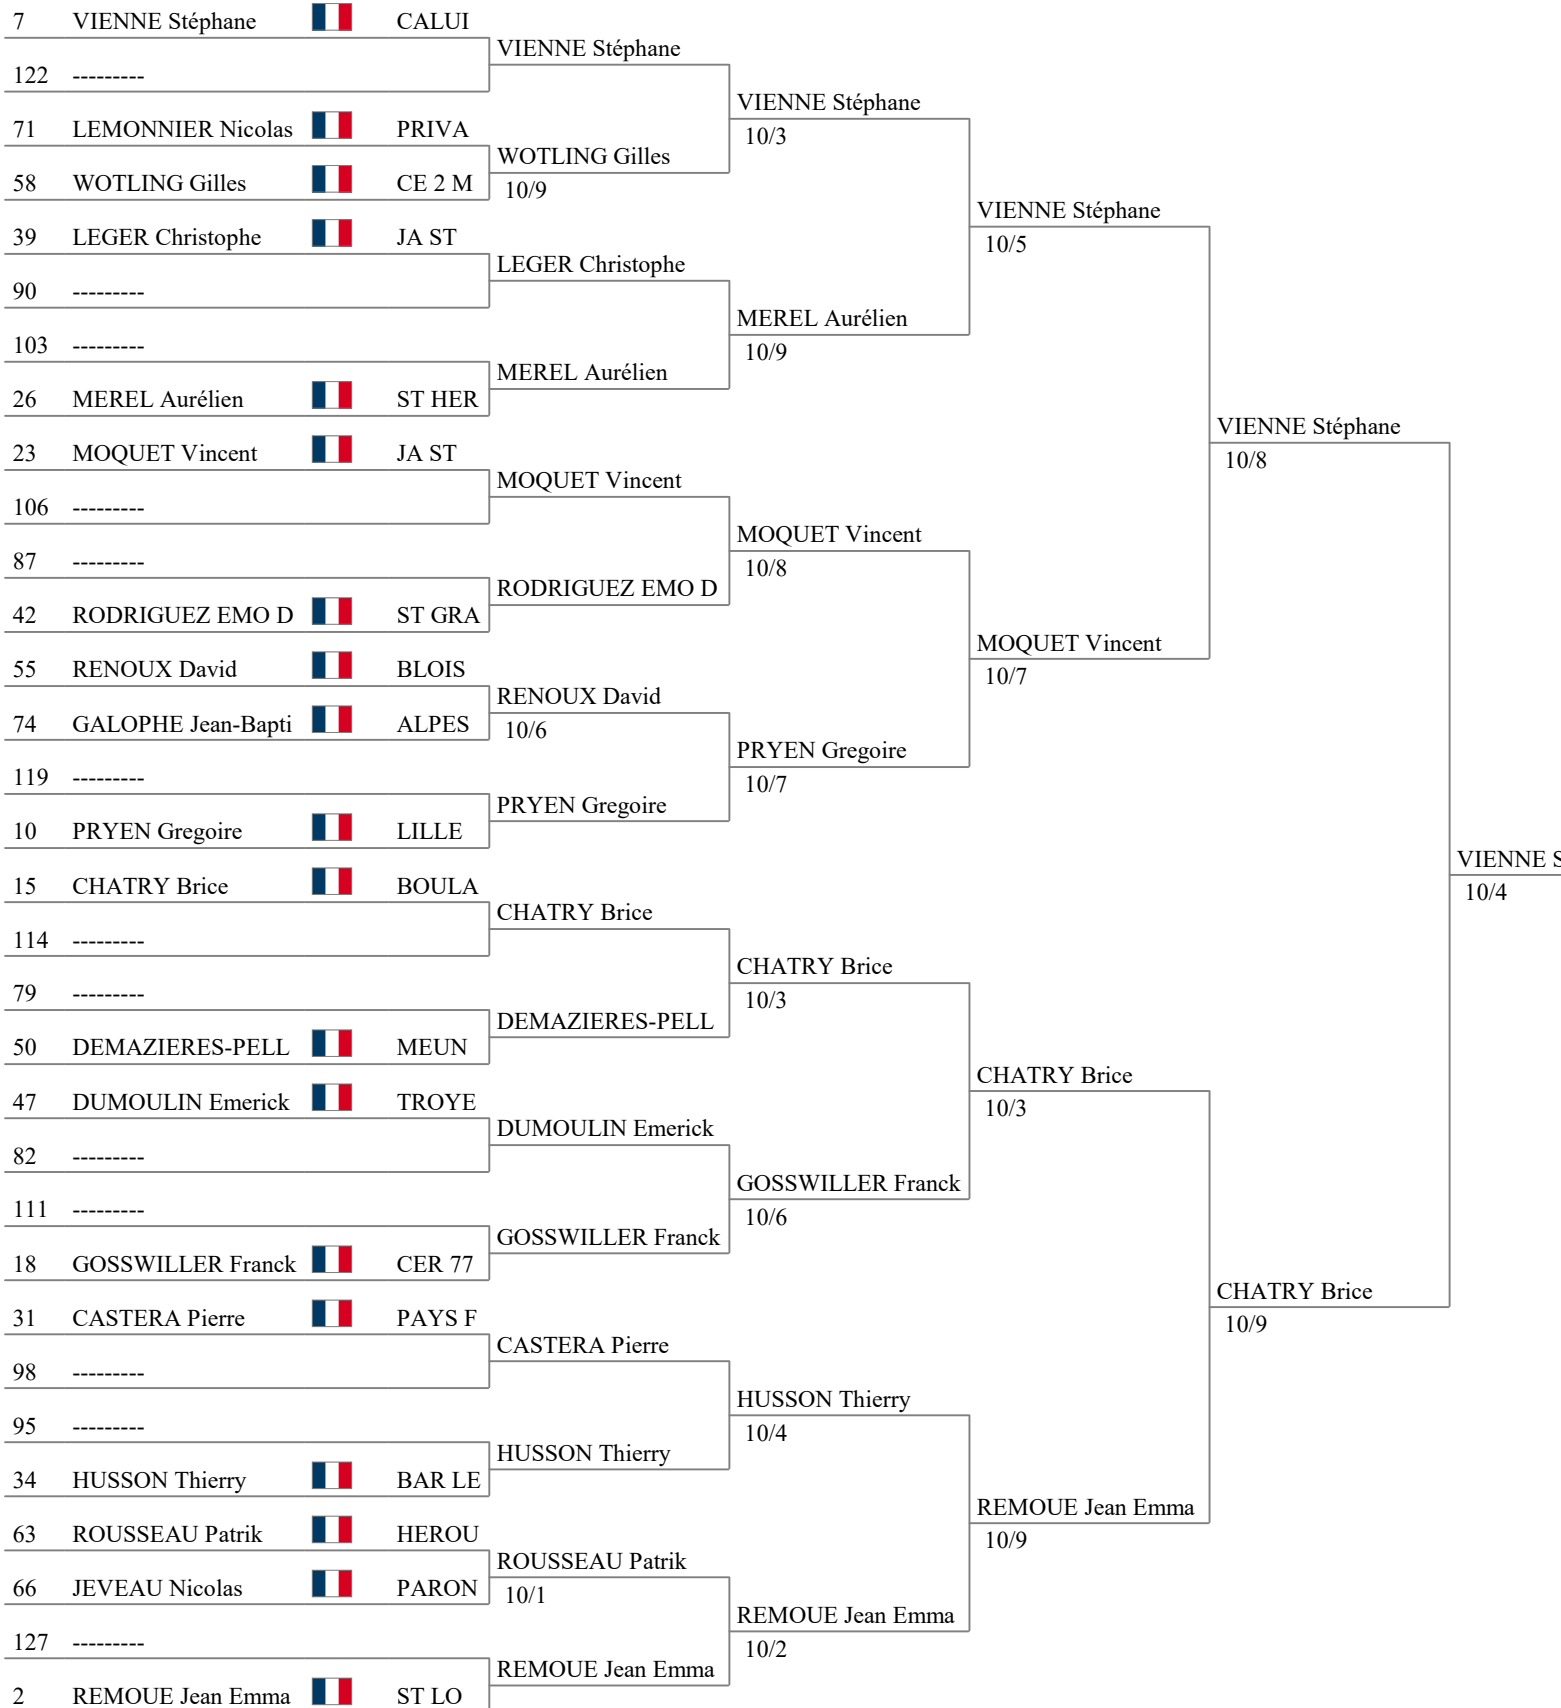 7 VIENNE Stéphane CALUI
122 ---------
71 LEMONNIER Nicolas PRIVA
58 WOTLING Gilles CE 2 M
39 LEGER Christophe JA ST
90 ---------
103 ---------
26 MEREL Aurélien ST HER
23 MOQUET Vincent JA ST
106 ---------
87 ---------
42 RODRIGUEZ EMO D ST GRA
55 RENOUX David BLOIS
74 GALOPHE Jean-Bapti ALPES
119 ---------
10 PRYEN Gregoire LILLE
15 CHATRY Brice BOULA
114 ---------
79 ---------
50 DEMAZIERES-PELL MEUN
47 DUMOULIN Emerick TROYE
82 ---------
111 ---------
18 GOSSWILLER Franck CER 77
31 CASTERA Pierre PAYS F
98 ---------
95 ---------
34 HUSSON Thierry BAR LE
63 ROUSSEAU Patrik HEROU
66 JEVEAU Nicolas PARON
127 ---------
2 REMOUE Jean Emma ST LO
VIENNE Stéphane
WOTLING Gilles
10/9
LEGER Christophe
MEREL Aurélien
MOQUET Vincent
RODRIGUEZ EMO D
RENOUX David
10/6
PRYEN Gregoire
CHATRY Brice
DEMAZIERES-PELL
DUMOULIN Emerick
GOSSWILLER Franck
CASTERA Pierre
HUSSON Thierry
ROUSSEAU Patrik
10/1
REMOUE Jean Emma
VIENNE Stéphane
10/3
MEREL Aurélien
10/9
MOQUET Vincent
10/8
PRYEN Gregoire
10/7
CHATRY Brice
10/3
GOSSWILLER Franck
10/6
HUSSON Thierry
10/4
REMOUE Jean Emma
10/2
VIENNE Stéphane
10/5
MOQUET Vincent
10/7
CHATRY Brice
10/3
REMOUE Jean Emma
10/9
VIENNE Stéphane
10/8
CHATRY Brice
10/9
VIENNE S
10/4